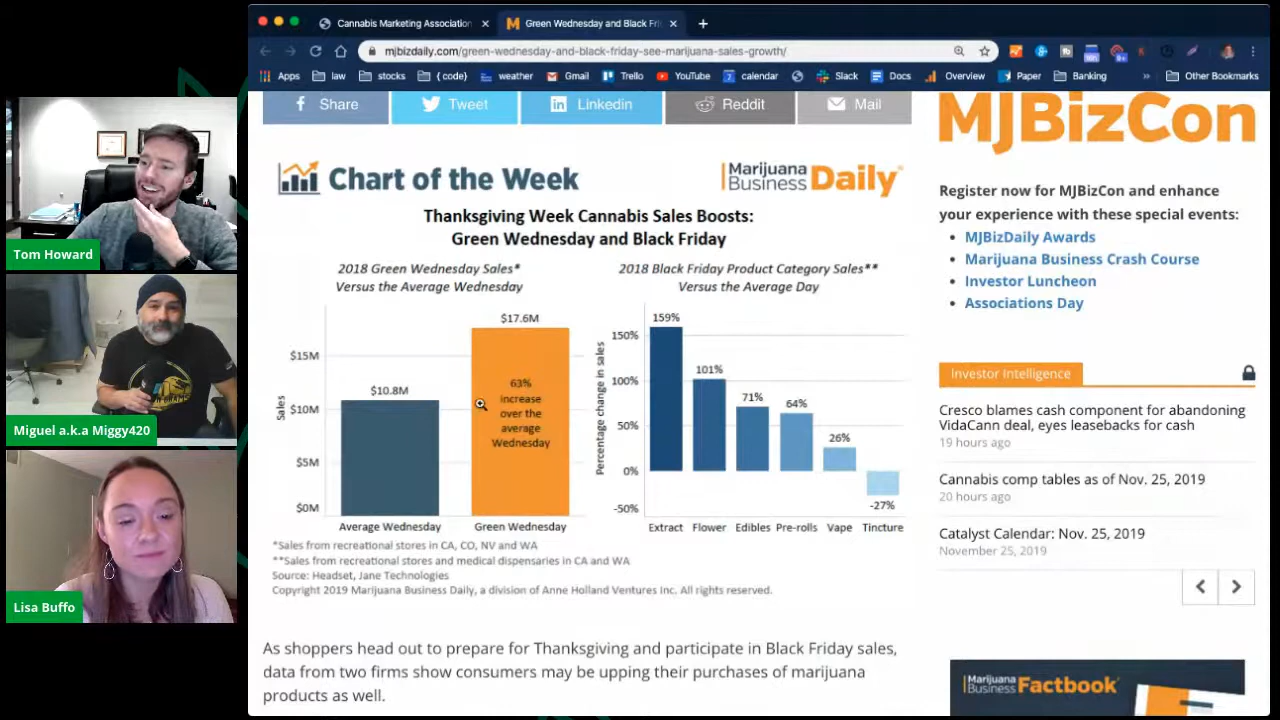 Cannabis Marketing Association
Green Wednesday and Black Fri
mjbizdaily.com/green-wednesday-and-black-friday-see-marijuana-sales-growth/
Apps law stocks { code} weather Gmail Trello YouTube calendar Slack Docs Overview Paper Banking » Other Bookmarks
Share Tweet Linkedin Reddit Mail
MJBizCon
Tom Howard
Miguel a.k.a Miggy420
Lisa Buffo
Chart of the Week
Marijuana
Business Daily
Thanksgiving Week Cannabis Sales Boosts:
Green Wednesday and Black Friday
2018 Green Wednesday Sales*
Versus the Average Wednesday
Sales
$15M
$10M
$5M
$0M
$10.8M
$17.6M
63%
increase
over the
average
Wednesday
Average Wednesday
Green Wednesday
2018 Black Friday Product Category Sales**
Versus the Average Day
Percentage change in sales
150%
100%
50%
0%
-50%
159%
101%
71%
64%
26%
-27%
Extract Flower Edibles Pre-rolls Vape Tincture
*Sales from recreational stores in CA, CO, NV and WA
**Sales from recreational stores and medical dispensaries in CA and WA
Source: Headset, Jane Technologies
Copyright 2019 Marijuana Business Daily, a division of Anne Holland Ventures Inc. All rights reserved.
As shoppers head out to prepare for Thanksgiving and participate in Black Friday sales,
data from two firms show consumers may be upping their purchases of marijuana
products as well.
Register now for MJBizCon and enhance
your experience with these special events:
MJBizDaily Awards
Marijuana Business Crash Course
Investor Luncheon
Associations Day
Investor Intelligence
Cresco blames cash component for abandoning
VidaCann deal, eyes leasebacks for cash
19 hours ago
Cannabis comp tables as of Nov. 25, 2019
20 hours ago
Catalyst Calendar: Nov. 25, 2019
November 25, 2019
Marijuana
Business Factbook